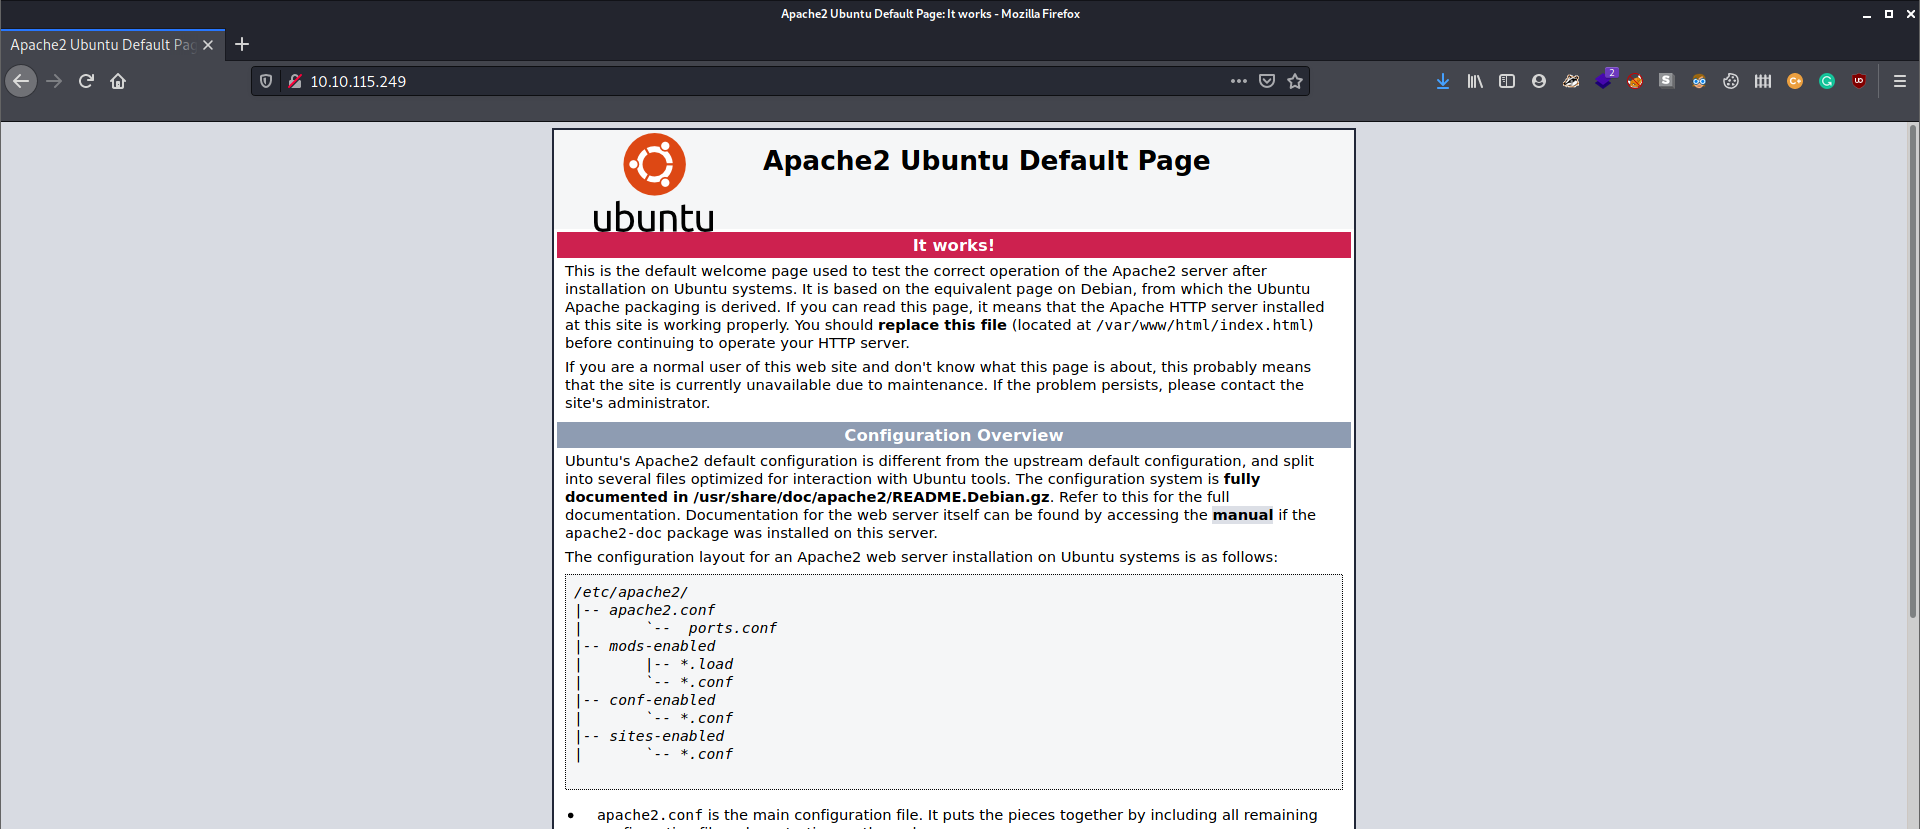 Apache2 Ubuntu Default Page: It works - Mozilla Firefox
Apache2 Ubuntu Default Pag
10.10.115.249
2
S
C+
G
UO
Apache2 Ubuntu Default Page
ubuntu
It works!
This is the default welcome page used to test the correct operation of the Apache2 server after
installation on Ubuntu systems. It is based on the equivalent page on Debian, from which the Ubuntu
Apache packaging is derived. If you can read this page, it means that the Apache HTTP server installed
at this site is working properly. You should replace this file (located at /var/www/html/index.html)
before continuing to operate your HTTP server.
If you are a normal user of this web site and don't know what this page is about, this probably means
that the site is currently unavailable due to maintenance. If the problem persists, please contact the
site's administrator.
Configuration Overview
Ubuntu's Apache2 default configuration is different from the upstream default configuration, and split
into several files optimized for interaction with Ubuntu tools. The configuration system is fully
documented in /usr/share/doc/apache2/README.Debian.gz. Refer to this for the full
documentation. Documentation for the web server itself can be found by accessing the manual if the
apache2-doc package was installed on this server.
The configuration layout for an Apache2 web server installation on Ubuntu systems is as follows:
/etc/apache2/
|-- apache2.conf
|       `--  ports.conf
|-- mods-enabled
|       |-- *.load
|       `-- *.conf
|-- conf-enabled
|       `-- *.conf
|-- sites-enabled
|       `-- *.conf
• apache2.conf is the main configuration file. It puts the pieces together by including all remaining